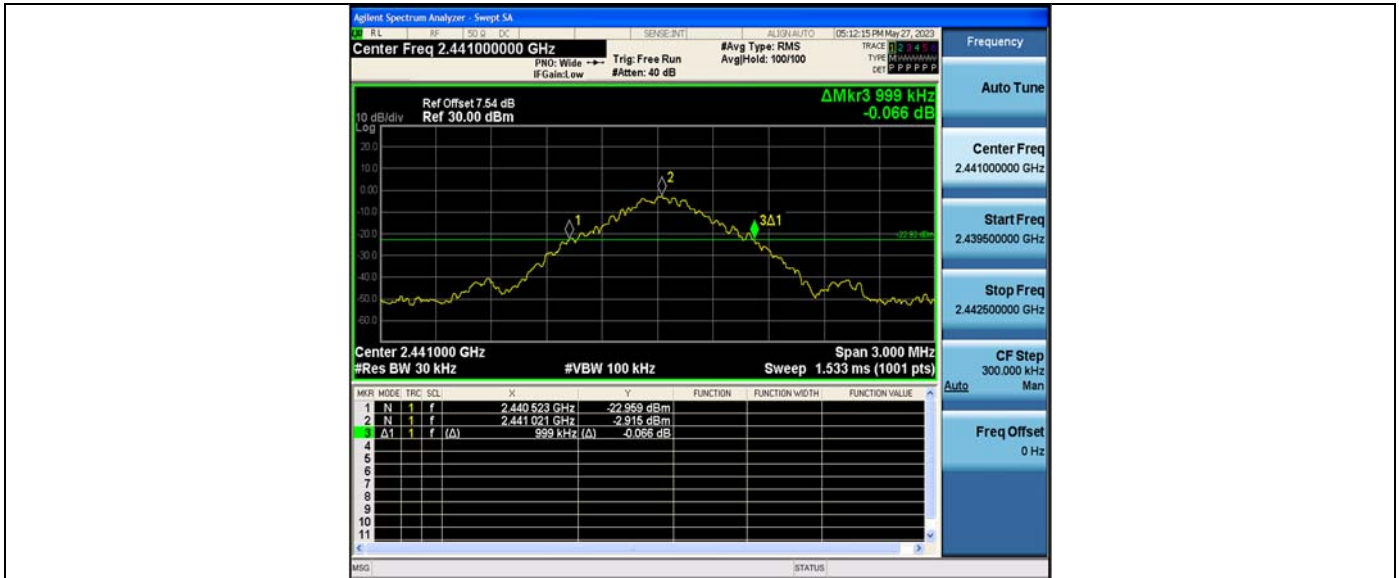 Agilent Spectrum Analyzer - Swept SA
RL RF 50 Ω DC SENSE:INT ALIGNAUTO 05:12:15 PM May 27, 2023
Center Freq 2.441000000 GHz
PNO: Wide
IFGain:Low
Trig: Free Run
#Atten: 40 dB
#Avg Type: RMS
Avg|Hold: 100/100
TRACE 1 2 3 4 5 6
TYPE M
DET P P P P P P
ΔMkr3 999 kHz
-0.066 dB
Ref Offset 7.54 dB
10 dB/div Ref 30.00 dBm
Log
20.0
10.0
0.00
-10.0
-20.0
-30.0
-40.0
-50.0
-60.0
1
2
3Δ1
-22.92 dBm
Center 2.441000 GHz Span 3.000 MHz
#Res BW 30 kHz #VBW 100 kHz Sweep 1.533 ms (1001 pts)
MKR MODE TRC SCL X Y FUNCTION FUNCTION WIDTH FUNCTION VALUE
1 N 1 f 2.440 523 GHz -22.959 dBm
2 N 1 f 2.441 021 GHz -2.915 dBm
3 Δ1 1 f (Δ) 999 kHz (Δ) -0.066 dB
4
5
6
7
8
9
10
11
MSG STATUS
Frequency
Auto Tune
Center Freq
2.441000000 GHz
Start Freq
2.439500000 GHz
Stop Freq
2.442500000 GHz
CF Step
300.000 kHz
Auto Man
Freq Offset
0 Hz